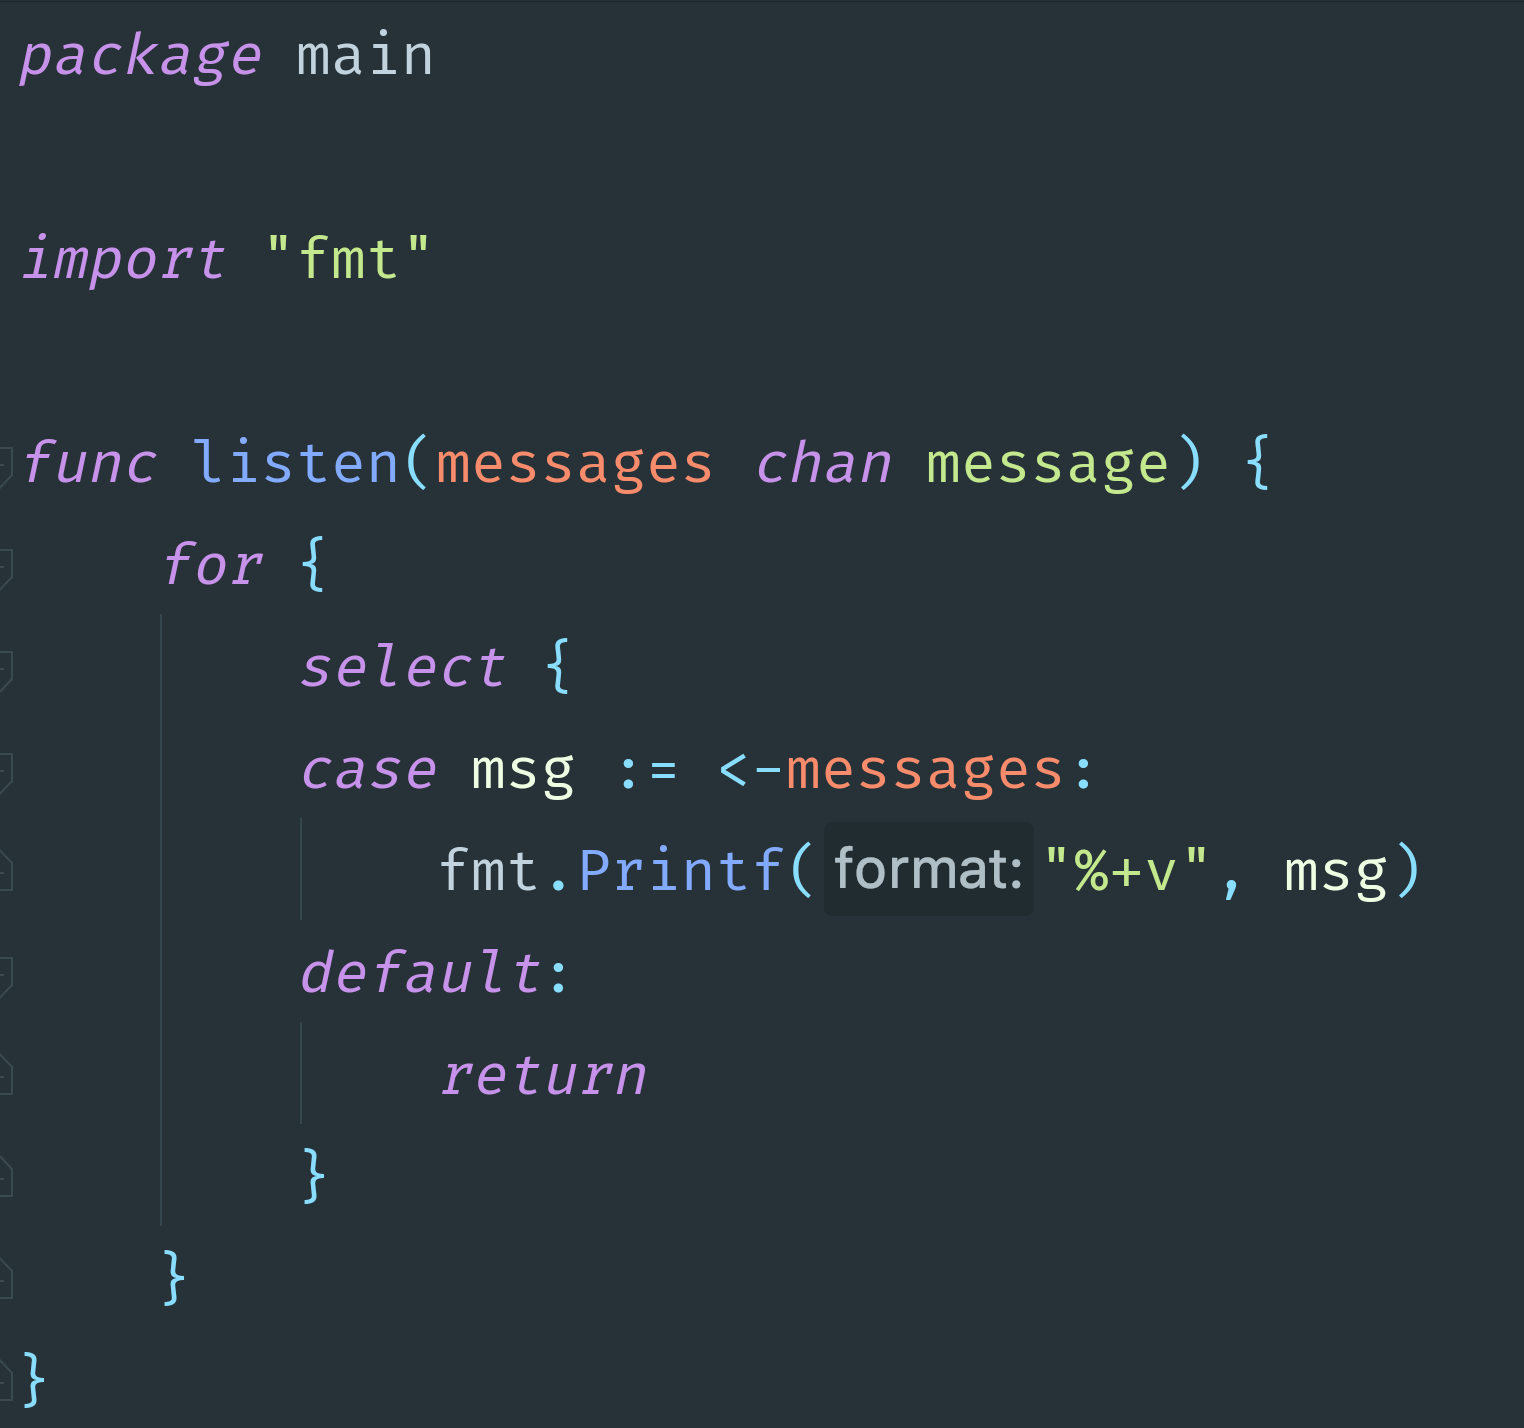 package main
import "fmt"
func listen(messages chan message) {
for {
select {
case msg := <-messages:
fmt.Printf( format: "%+v", msg)
default:
return
}
}
}